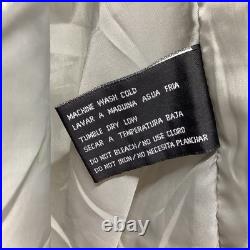 MACHINE WASH COLD
LAVAR A MAQUINA AGUA FRIA
TUMBLE DRY LOW
SECAR A TEMPERATURA BAJA
DO NOT BLEACH/NO USE CLORO
DO NOT IRON/NO NECESITA PLANCHAR